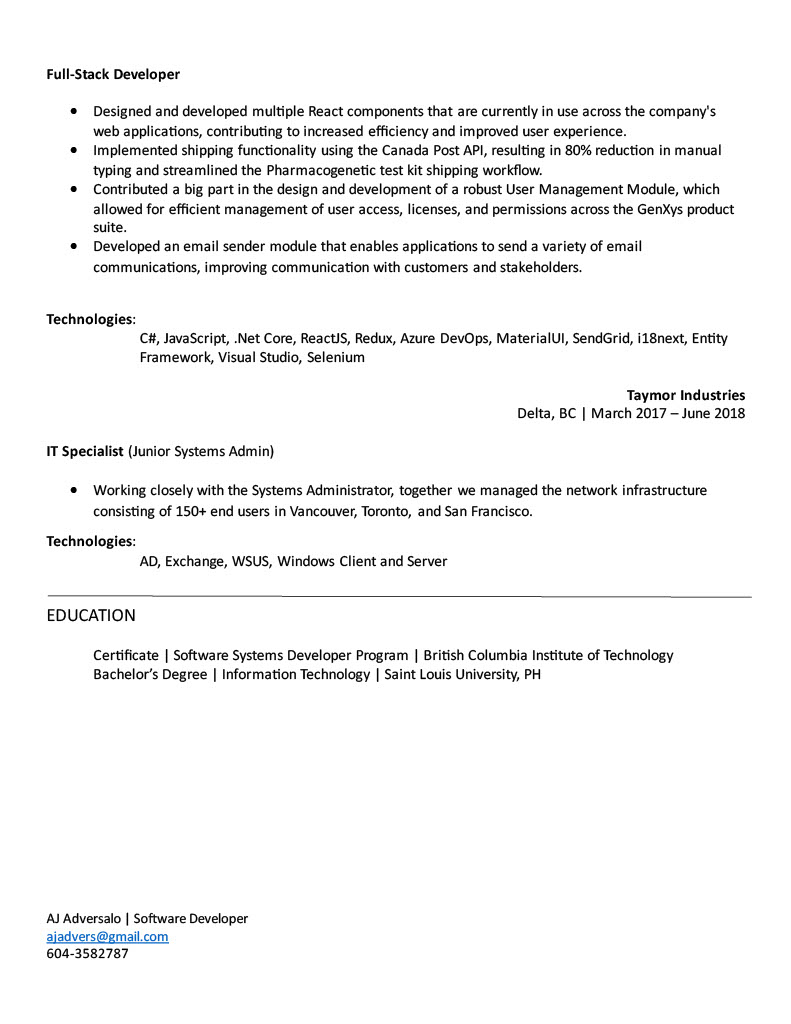 Full-Stack Developer
• Designed and developed multiple React components that are currently in use across the company's
web applications, contributing to increased efficiency and improved user experience.
• Implemented shipping functionality using the Canada Post API, resulting in 80% reduction in manual
typing and streamlined the Pharmacogenetic test kit shipping workflow.
• Contributed a big part in the design and development of a robust User Management Module, which
allowed for efficient management of user access, licenses, and permissions across the GenXys product
suite.
• Developed an email sender module that enables applications to send a variety of email
communications, improving communication with customers and stakeholders.
Technologies:
C#, JavaScript, .Net Core, ReactJS, Redux, Azure DevOps, MaterialUI, SendGrid, i18next, Entity
Framework, Visual Studio, Selenium
Taymor Industries
Delta, BC | March 2017 – June 2018
IT Specialist (Junior Systems Admin)
• Working closely with the Systems Administrator, together we managed the network infrastructure
consisting of 150+ end users in Vancouver, Toronto, and San Francisco.
Technologies:
AD, Exchange, WSUS, Windows Client and Server
EDUCATION
Certificate | Software Systems Developer Program | British Columbia Institute of Technology
Bachelor’s Degree | Information Technology | Saint Louis University, PH
AJ Adversalo | Software Developer
ajadvers@gmail.com
604-3582787